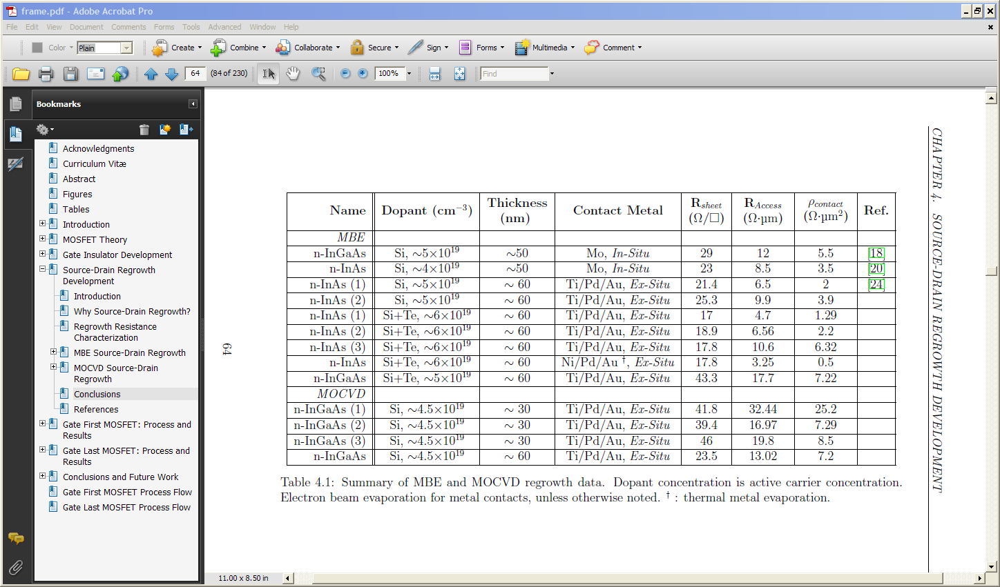 frame.pdf - Adobe Acrobat Pro
File Edit View Document Comments Forms Tools Advanced Window Help
Color Plain Create Combine Collaborate Secure Sign Forms Multimedia Comment
64 (84 of 230) 100% Find
Bookmarks
Acknowledgments
Curriculum Vitæ
Abstract
Figures
Tables
Introduction
MOSFET Theory
Gate Insulator Development
Source-Drain Regrowth
Development
Introduction
Why Source-Drain Regrowth?
Regrowth Resistance
Characterization
MBE Source-Drain Regrowth
MOCVD Source-Drain
Regrowth
Conclusions
References
Gate First MOSFET: Process and
Results
Gate Last MOSFET: Process and
Results
Conclusions and Future Work
Gate First MOSFET Process Flow
Gate Last MOSFET Process Flow
CHAPTER 4. SOURCE-DRAIN REGROWTH DEVELOPMENT
Name Dopant (cm⁻³) Thickness (nm) Contact Metal R_sheet (Ω/□) R_Access (Ω·µm) ρ_contact (Ω·µm²) Ref.
MBE
n-InGaAs Si, ~5×10¹⁹ ~50 Mo, In-Situ 29 12 5.5 [18]
n-InAs Si, ~4×10¹⁹ ~50 Mo, In-Situ 23 8.5 3.5 [20]
n-InAs (1) Si, ~5×10¹⁹ ~ 60 Ti/Pd/Au, Ex-Situ 21.4 6.5 2 [24]
n-InAs (2) Si, ~5×10¹⁹ ~ 60 Ti/Pd/Au, Ex-Situ 25.3 9.9 3.9
n-InAs (1) Si+Te, ~6×10¹⁹ ~ 60 Ti/Pd/Au, Ex-Situ 17 4.7 1.29
n-InAs (2) Si+Te, ~6×10¹⁹ ~ 60 Ti/Pd/Au, Ex-Situ 18.9 6.56 2.2
n-InAs (3) Si+Te, ~6×10¹⁹ ~ 60 Ti/Pd/Au, Ex-Situ 17.8 10.6 6.32
n-InAs Si+Te, ~6×10¹⁹ ~ 60 Ni/Pd/Au †, Ex-Situ 17.8 3.25 0.5
n-InGaAs Si+Te, ~5×10¹⁹ ~ 60 Ti/Pd/Au, Ex-Situ 43.3 17.7 7.22
MOCVD
n-InGaAs (1) Si, ~4.5×10¹⁹ ~ 30 Ti/Pd/Au, Ex-Situ 41.8 32.44 25.2
n-InGaAs (2) Si, ~4.5×10¹⁹ ~ 30 Ti/Pd/Au, Ex-Situ 39.4 16.97 7.29
n-InGaAs (3) Si, ~4.5×10¹⁹ ~ 30 Ti/Pd/Au, Ex-Situ 46 19.8 8.5
n-InGaAs Si, ~4.5×10¹⁹ ~ 60 Ti/Pd/Au, Ex-Situ 23.5 13.02 7.2
Table 4.1: Summary of MBE and MOCVD regrowth data. Dopant concentration is active carrier concentration.
Electron beam evaporation for metal contacts, unless otherwise noted. † : thermal metal evaporation.
64
11.00 x 8.50 in